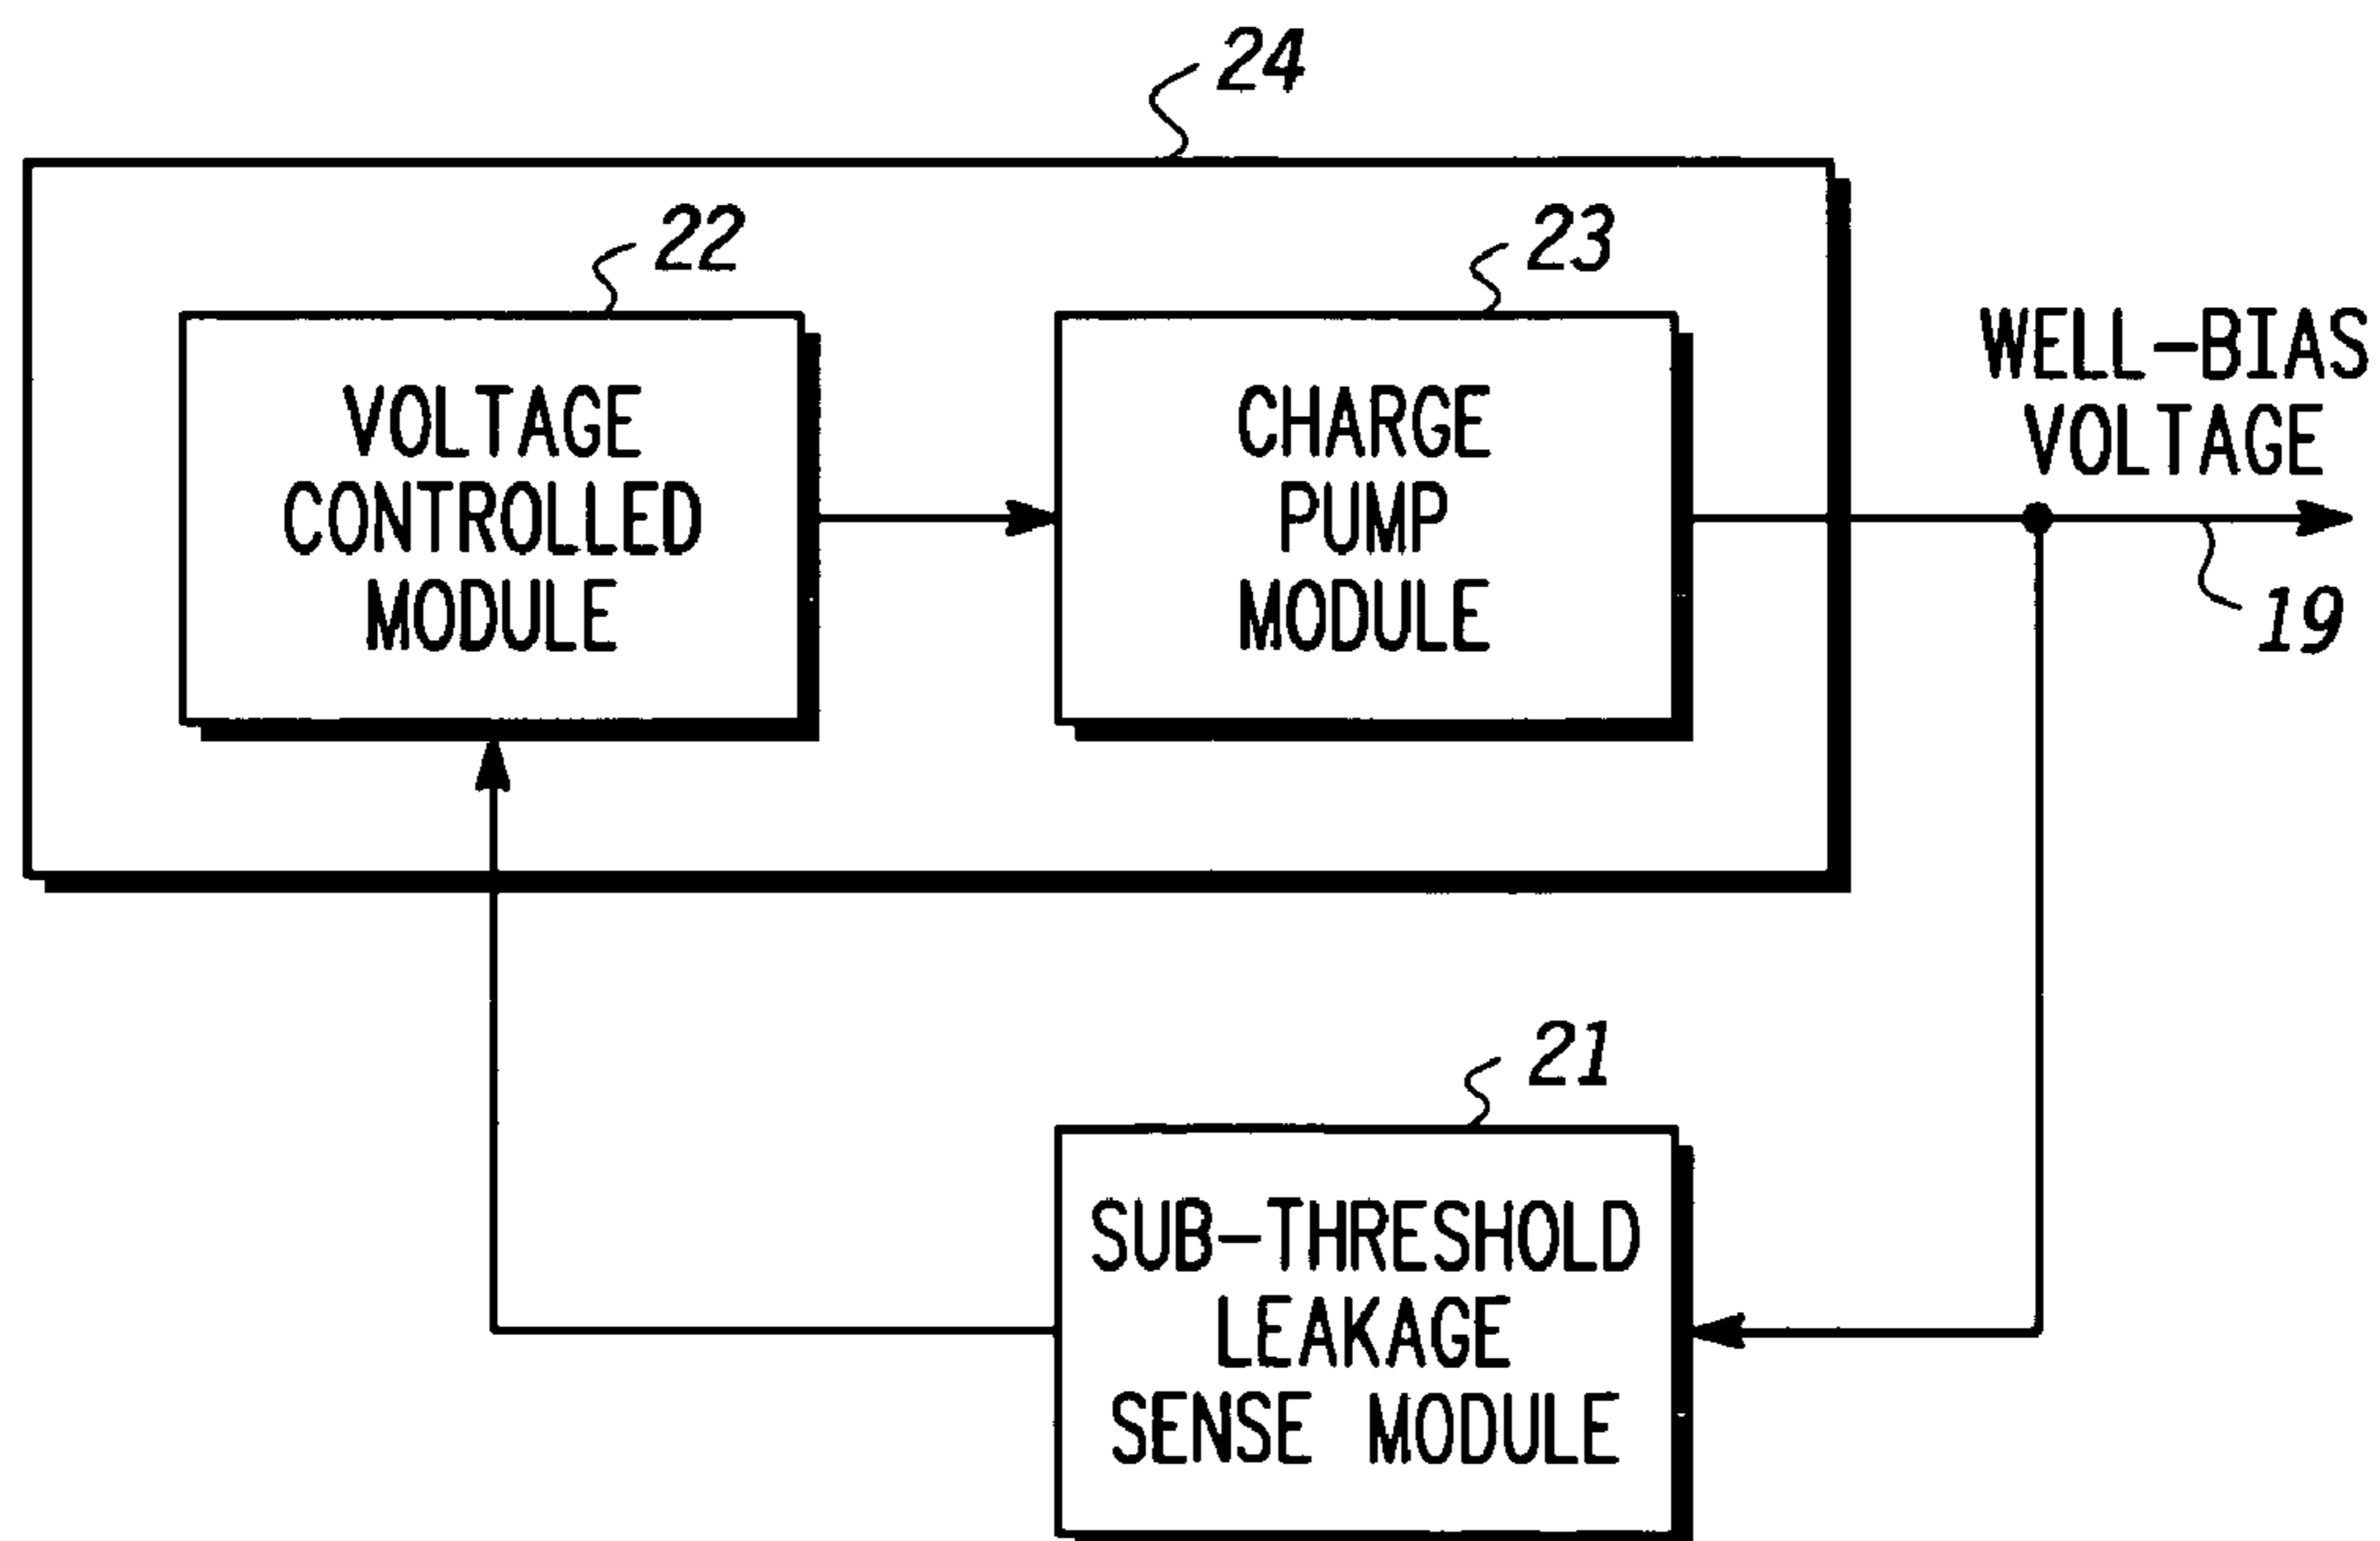 24
22
23
VOLTAGE
CONTROLLED
MODULE
CHARGE
PUMP
MODULE
WELL-BIAS
VOLTAGE
19
21
SUB-THRESHOLD
LEAKAGE
SENSE MODULE